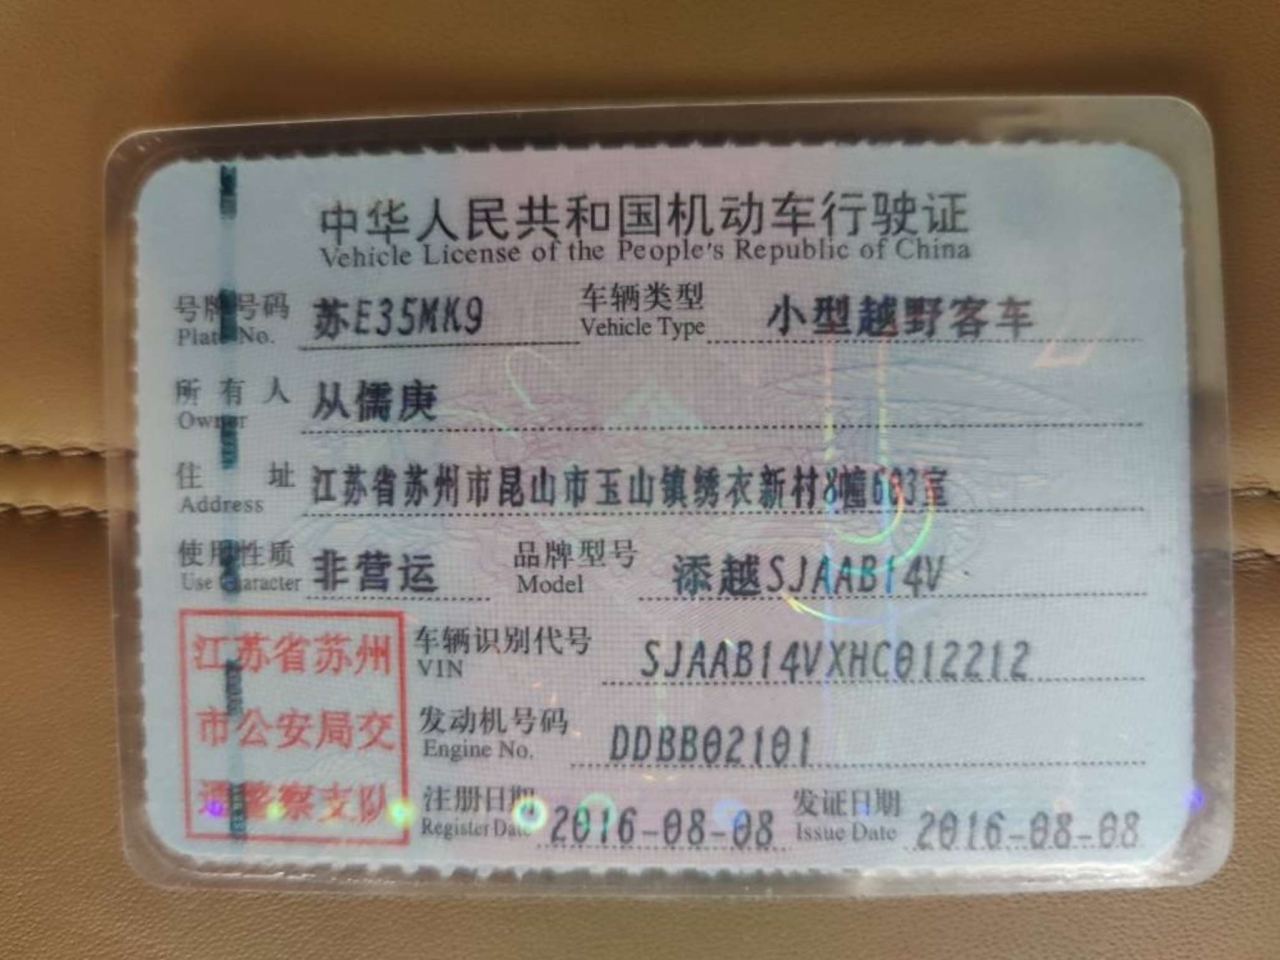 中华人民共和国机动车行驶证
Vehicle License of the People's Republic of China
号牌号码 苏E35MK9 车辆类型 小型越野客车
Plate No. Vehicle Type
所有人 从儒庚
Owner
住址 江苏省苏州市昆山市玉山镇绣衣新村8幢603室
Address
使用性质 非营运 品牌型号 添越SJAAB14V
Use Character Model
江苏省苏州
市公安局交
通警察支队
车辆识别代号 SJAAB14VXHC012212
VIN
发动机号码 DDBB02101
Engine No.
注册日期 2016-08-08 发证日期 2016-08-08
Register Date Issue Date